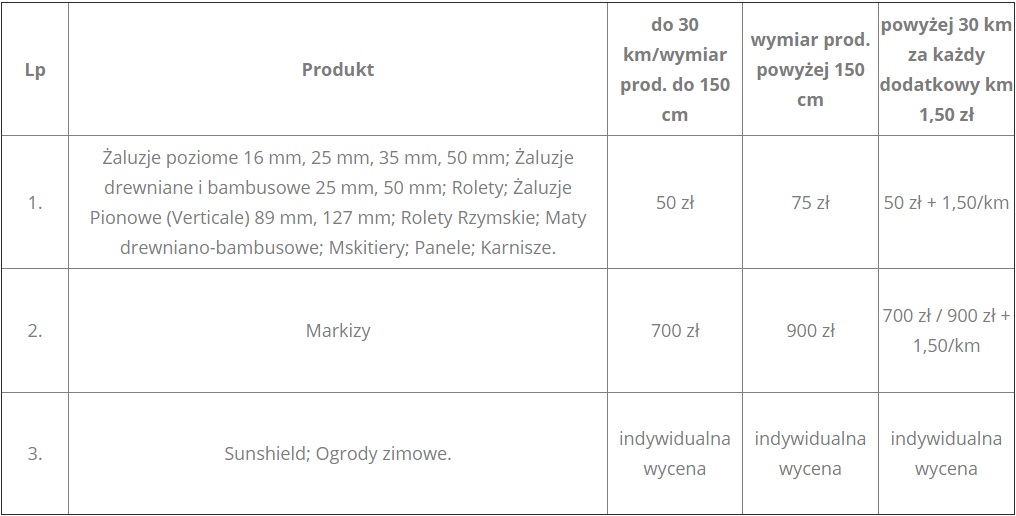 Lp
Produkt
do 30
km/wymiar
prod. do 150
cm
wymiar prod.
powyżej 150
cm
powyżej 30 km
za każdy
dodatkowy km
1,50 zł
1.
Żaluzje poziome 16 mm, 25 mm, 35 mm, 50 mm; Żaluzje
drewniane i bambusowe 25 mm, 50 mm; Rolety; Żaluzje
Pionowe (Verticale) 89 mm, 127 mm; Rolety Rzymskie; Maty
drewniano-bambusowe; Mskitiery; Panele; Karnisze.
50 zł
75 zł
50 zł + 1,50/km
2.
Markizy
700 zł
900 zł
700 zł / 900 zł +
1,50/km
3.
Sunshield; Ogrody zimowe.
indywidualna
wycena
indywidualna
wycena
indywidualna
wycena